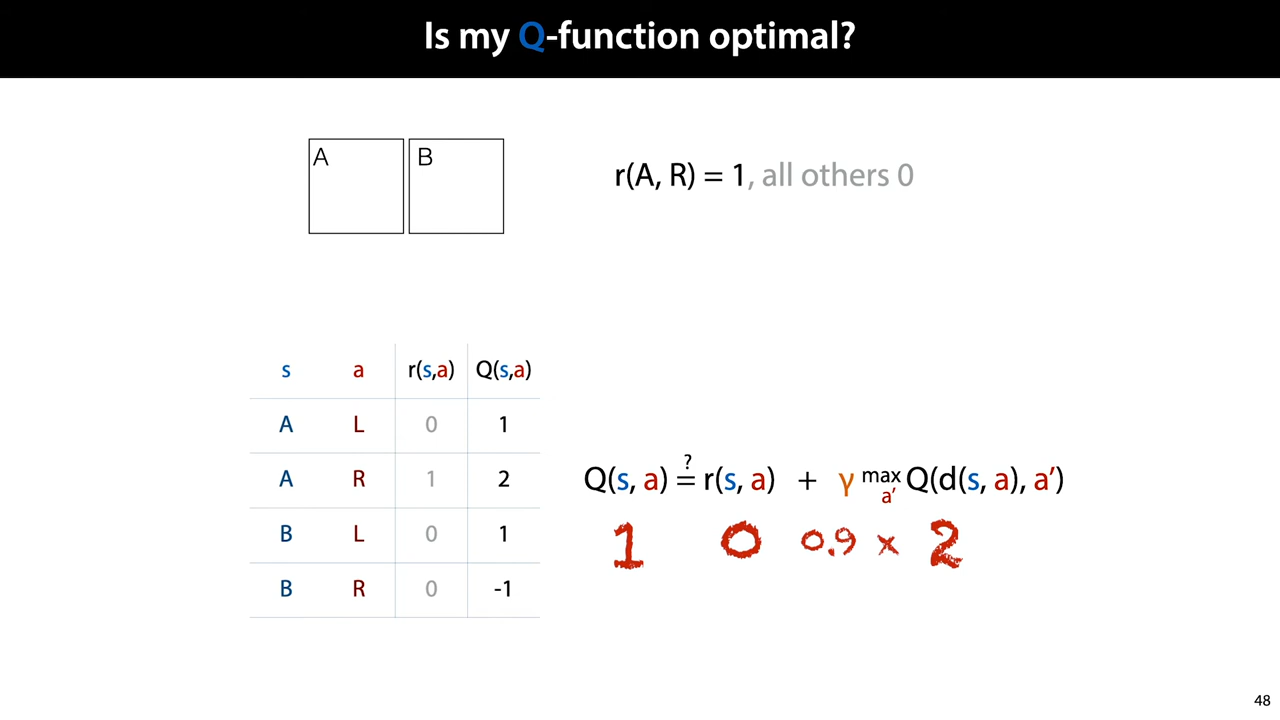 Is my Q-function optimal?
A B
r(A, R) = 1, all others 0
s a r(s,a) Q(s,a)
A L 0 1
A R 1 2
B L 0 1
B R 0 -1
Q(s, a) =? r(s, a) + γ max a′ Q(d(s, a), a′)
1 0 0.9 x 2
48